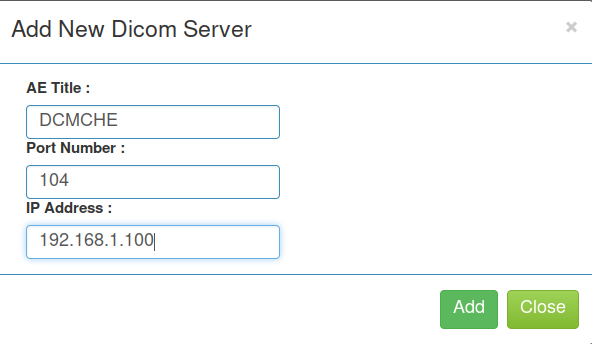 Add New Dicom Server ×
AE Title :
DCMCHE
Port Number :
104
IP Address :
192.168.1.100
Add Close